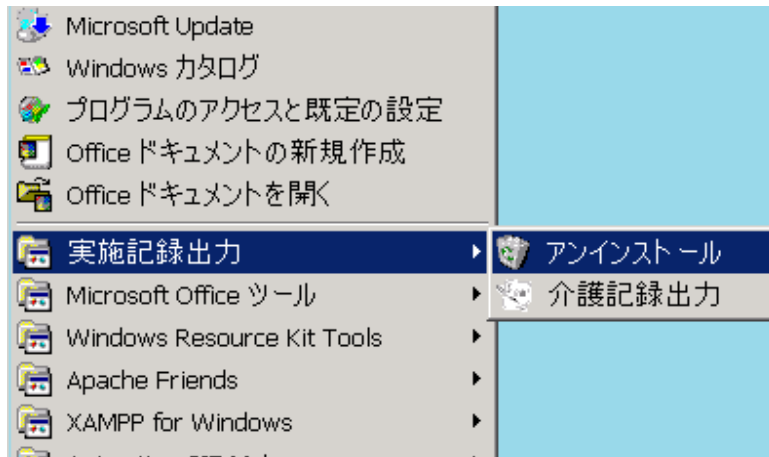 Microsoft Update
Windows カタログ
プログラムのアクセスと既定の設定
Office ドキュメントの新規作成
Office ドキュメントを開く
実施記録出力
アンインストール
Microsoft Office ツール
介護記録出力
Windows Resource Kit Tools
Apache Friends
XAMPP for Windows